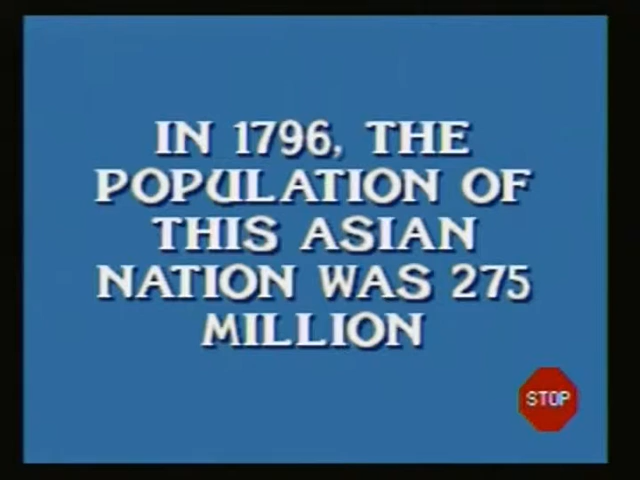 IN 1796, THE
POPULATION OF
THIS ASIAN
NATION WAS 275
MILLION
STOP